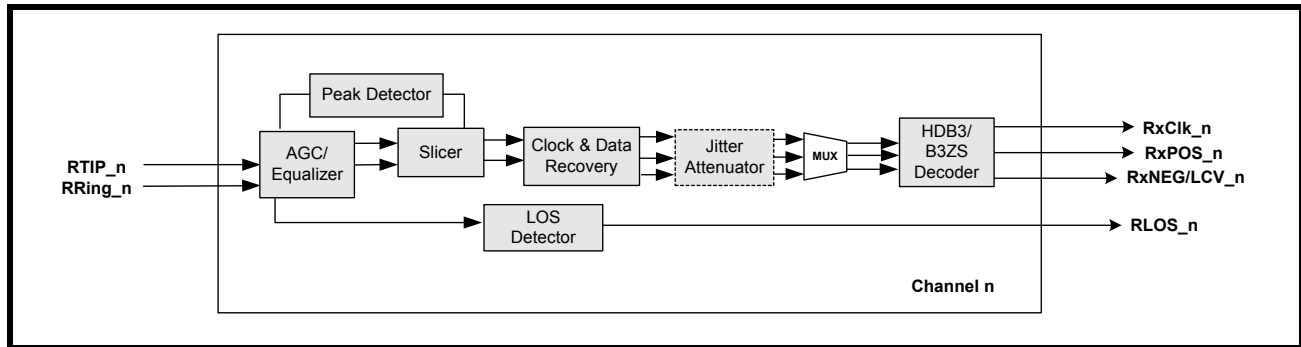 Peak Detector
RTIP_n
RRing_n
AGC/
Equalizer
Slicer
Clock & Data
Recovery
Jitter
Attenuator
MUX
HDB3/
B3ZS
Decoder
RxClk_n
RxPOS_n
RxNEG/LCV_n
LOS
Detector
RLOS_n
Channel n